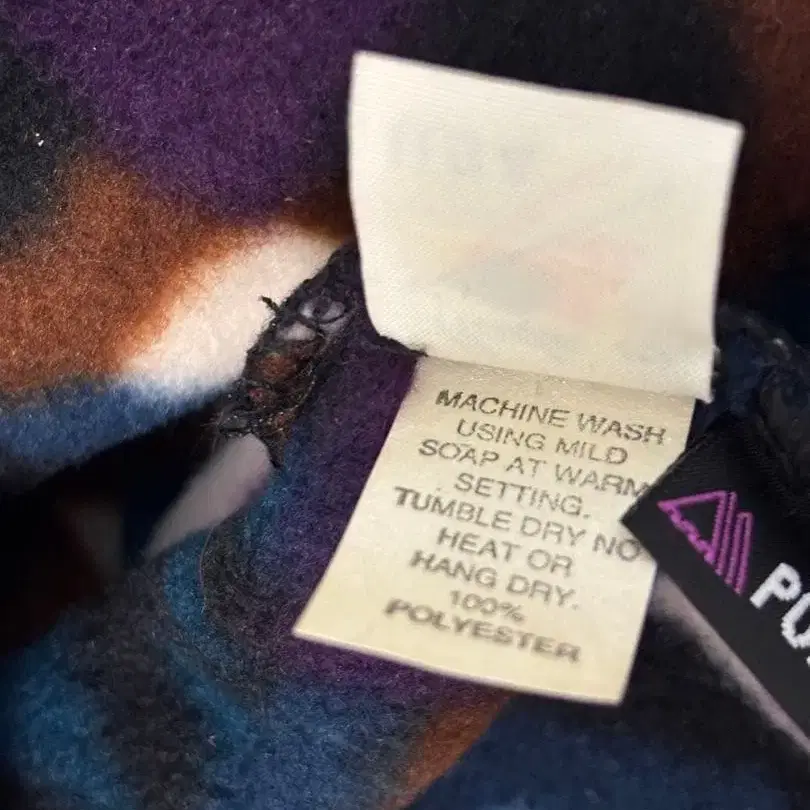 MACHINE WASH
USING MILD
SOAP AT WARM
SETTING.
TUMBLE DRY NO
HEAT OR
HANG DRY.
100%
POLYESTER